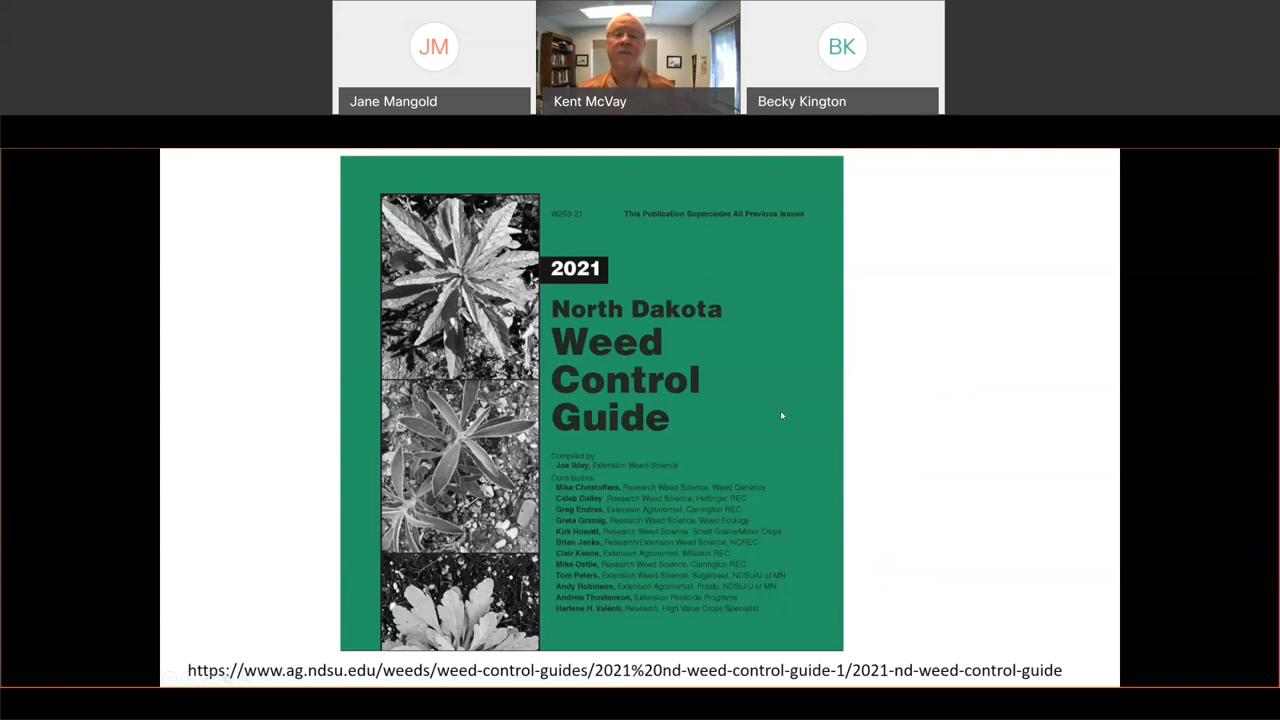 JM
BK
Jane Mangold
Kent McVay
Becky Kington
W253-21
This Publication Supercedes All Previous Issues
2021
North Dakota
Weed
Control
Guide
Compiled by
Joe Ikley, Extension Weed Science
Contributors
Mike Christoffers, Research Weed Science, Weed Genetics
Caleb Dalley, Research Weed Science, Hettinger REC
Greg Endres, Extension Agronomist, Carrington REC
Greta Gramig, Research Weed Science, Weed Ecology
Kirk Howatt, Research Weed Science, Small Grains/Minor Crops
Brian Jenks, Research/Extension Weed Science, NCREC
Clair Keene, Extension Agronomist, Williston REC
Mike Ostlie, Research Weed Science, Carrington REC
Tom Peters, Extension Weed Science, Sugarbeet, NDSU/U of MN
Andy Robinson, Extension Agronomist, Potato, NDSU/U of MN
Andrew Thostenson, Extension Pesticide Programs
Harlene H. Valenti, Research, High Value Crops Specialist
https://www.ag.ndsu.edu/weeds/weed-control-guides/2021%20nd-weed-control-guide-1/2021-nd-weed-control-guide